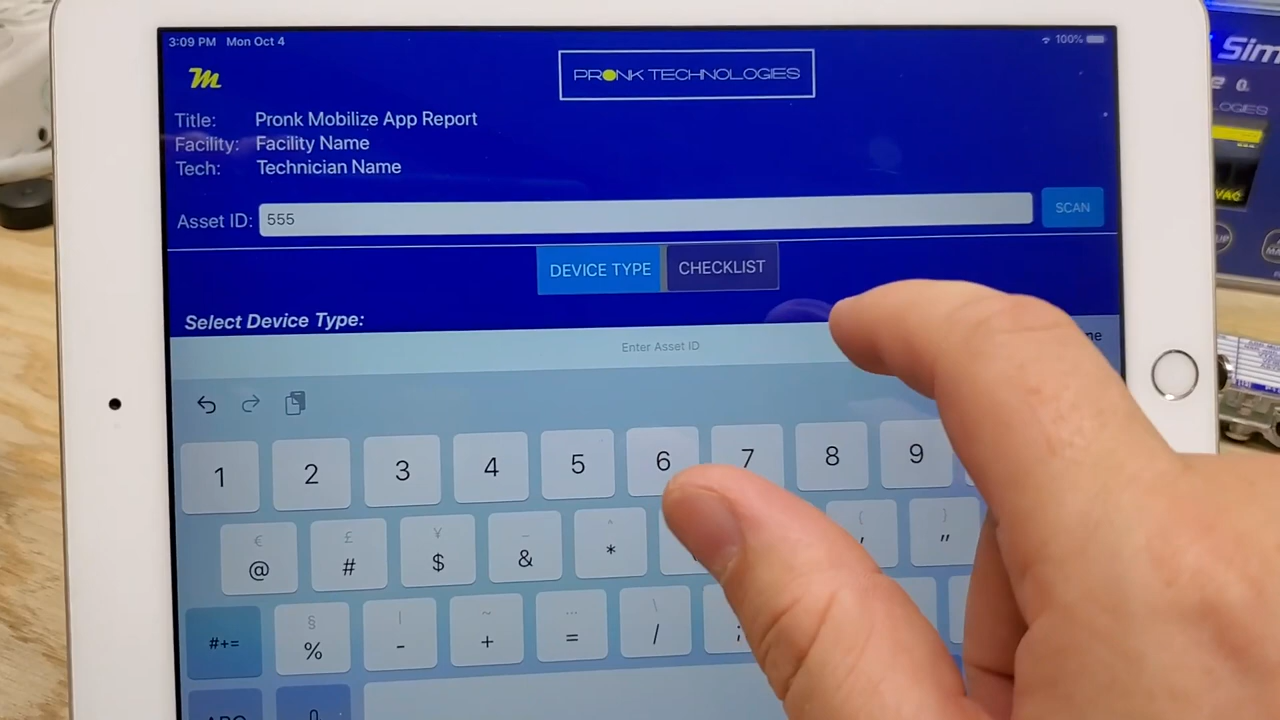 3:09 PM Mon Oct 4
100%
m
PRONK TECHNOLOGIES
Title: Pronk Mobilize App Report
Facility: Facility Name
Tech: Technician Name
Asset ID: 555
SCAN
DEVICE TYPE
CHECKLIST
Select Device Type:
Enter Asset ID
1 2 3 4 5 6 7 8 9
€ £ ¥ _ ^ { }
@ # $ & * ( ' "
§ | ~ … \
#+= % - + = / ;
Sim
VAC